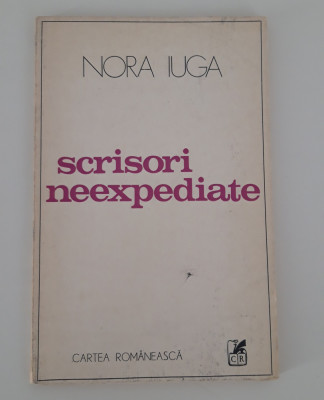 NORA IUGA
scrisori
neexpediate
CARTEA ROMÂNEASCĂ
CR